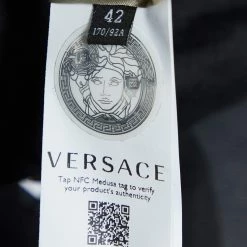 42
170/92A
VERSACE
Tap NFC Medusa tag to verify
your product's authenticity